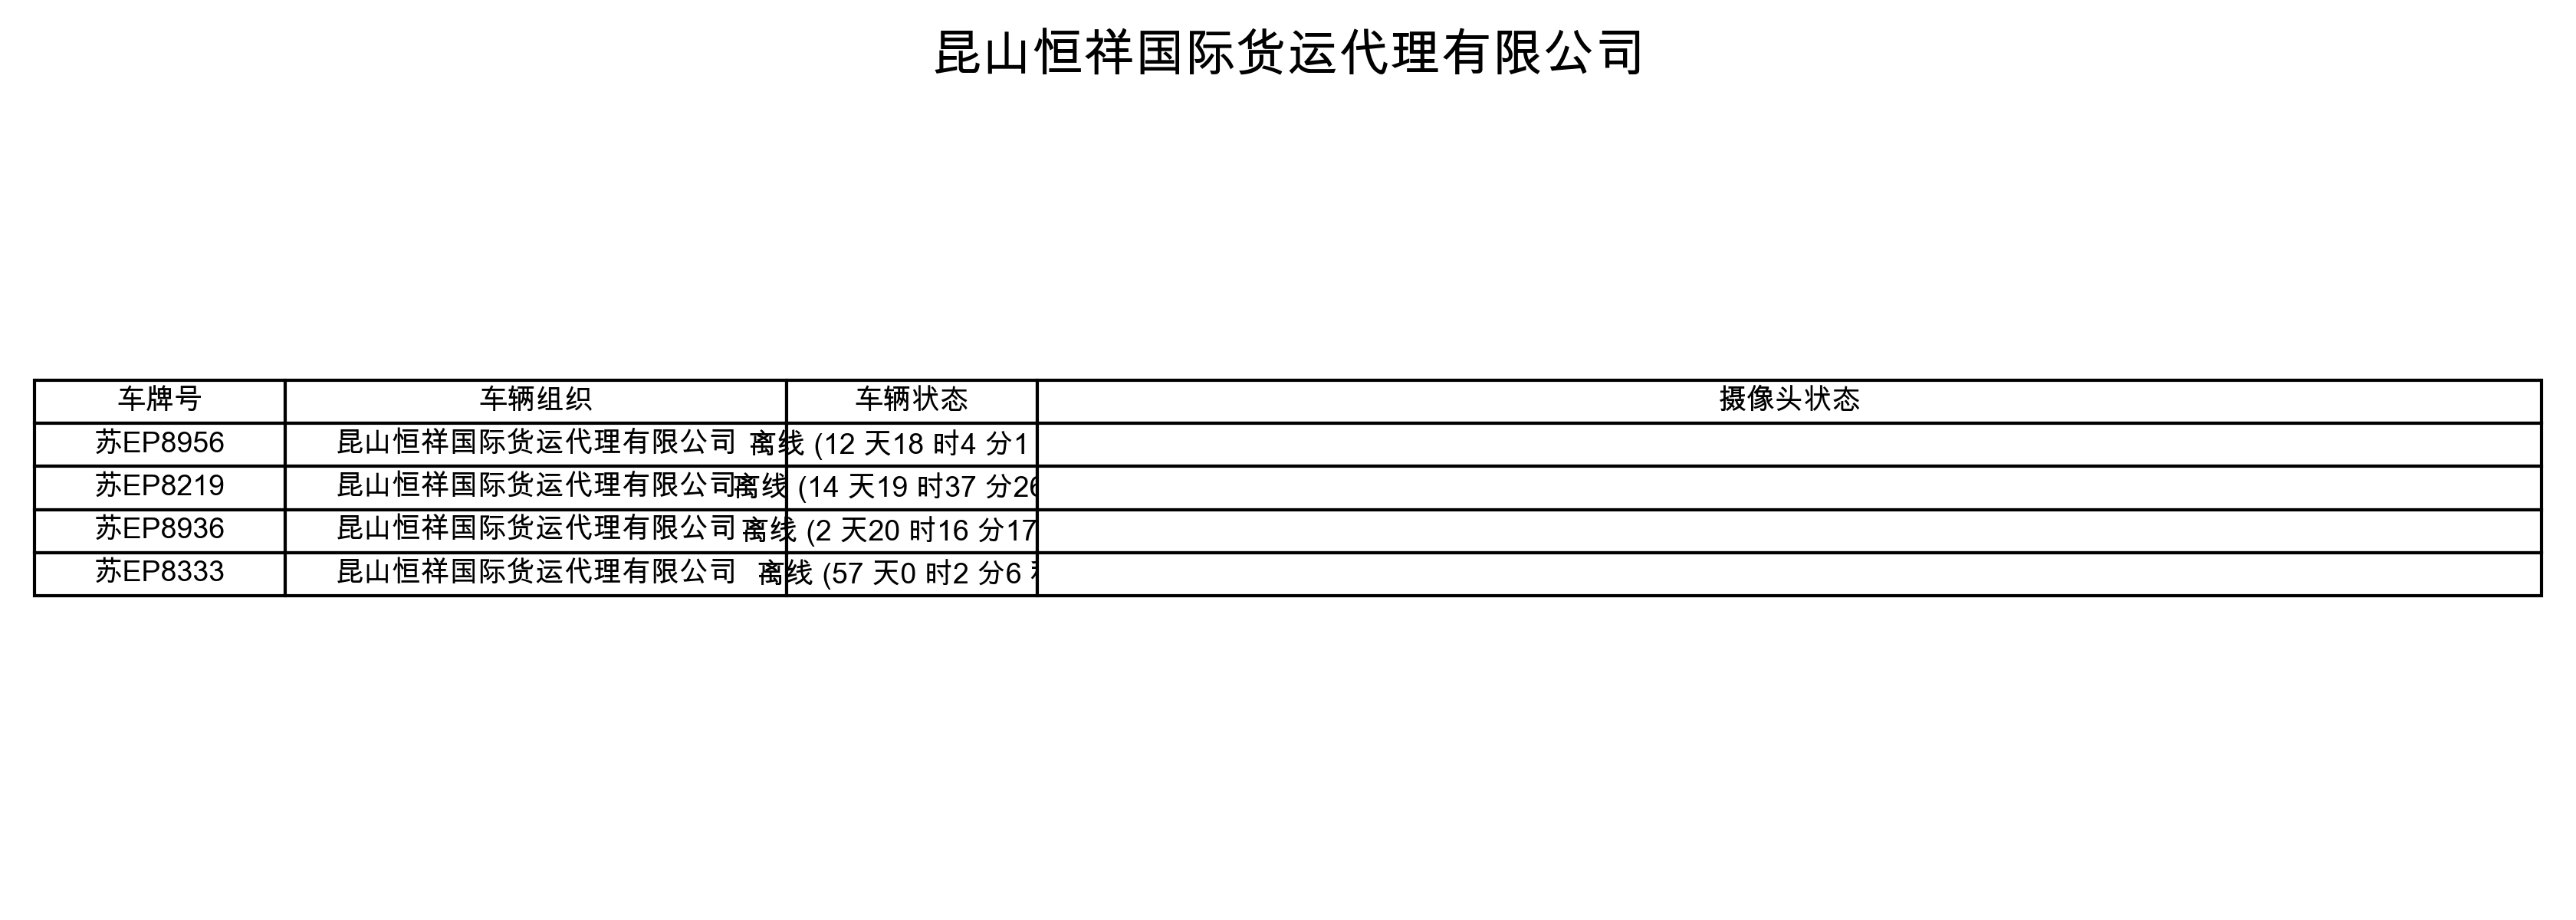 昆山恒祥国际货运代理有限公司
车牌号 车辆组织 车辆状态 摄像头状态
苏EP8956 昆山恒祥国际货运代理有限公司 离线 (12 天18 时4 分1
苏EP8219 昆山恒祥国际货运代理有限公司 离线 (14 天19 时37 分26
苏EP8936 昆山恒祥国际货运代理有限公司 离线 (2 天20 时16 分17
苏EP8333 昆山恒祥国际货运代理有限公司 离线 (57 天0 时2 分6